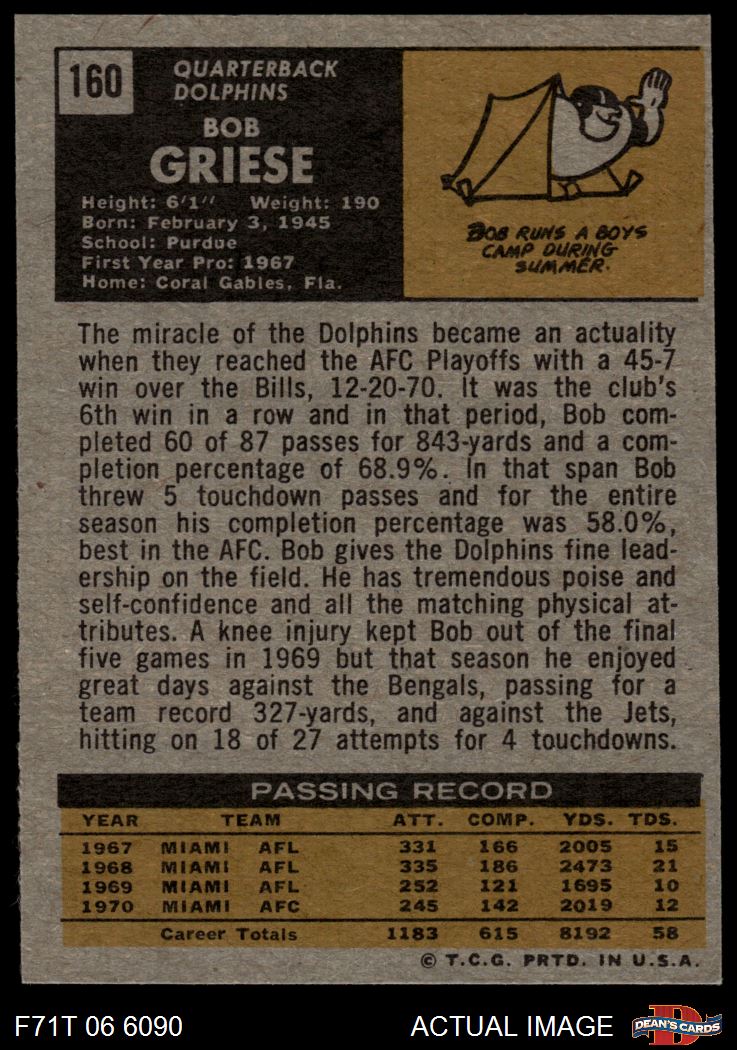 160
QUARTERBACK
DOLPHINS
BOB
GRIESE
Height: 6'1" Weight: 190
Born: February 3, 1945
School: Purdue
First Year Pro: 1967
Home: Coral Gables, Fla.
BOB RUNS A BOYS
CAMP DURING
SUMMER.
The miracle of the Dolphins became an actuality
when they reached the AFC Playoffs with a 45-7
win over the Bills, 12-20-70. It was the club's
6th win in a row and in that period, Bob com-
pleted 60 of 87 passes for 843-yards and a com-
pletion percentage of 68.9%. In that span Bob
threw 5 touchdown passes and for the entire
season his completion percentage was 58.0%,
best in the AFC. Bob gives the Dolphins fine lead-
ership on the field. He has tremendous poise and
self-confidence and all the matching physical at-
tributes. A knee injury kept Bob out of the final
five games in 1969 but that season he enjoyed
great days against the Bengals, passing for a
team record 327-yards, and against the Jets,
hitting on 18 of 27 attempts for 4 touchdowns.
PASSING RECORD
YEAR TEAM ATT. COMP. YDS. TDS.
1967 MIAMI AFL 331 166 2005 15
1968 MIAMI AFL 335 186 2473 21
1969 MIAMI AFL 252 121 1695 10
1970 MIAMI AFC 245 142 2019 12
Career Totals 1183 615 8192 58
© T.C.G. PRTD. IN U.S.A.
F71T 06 6090 ACTUAL IMAGE
DEAN'S CARDS